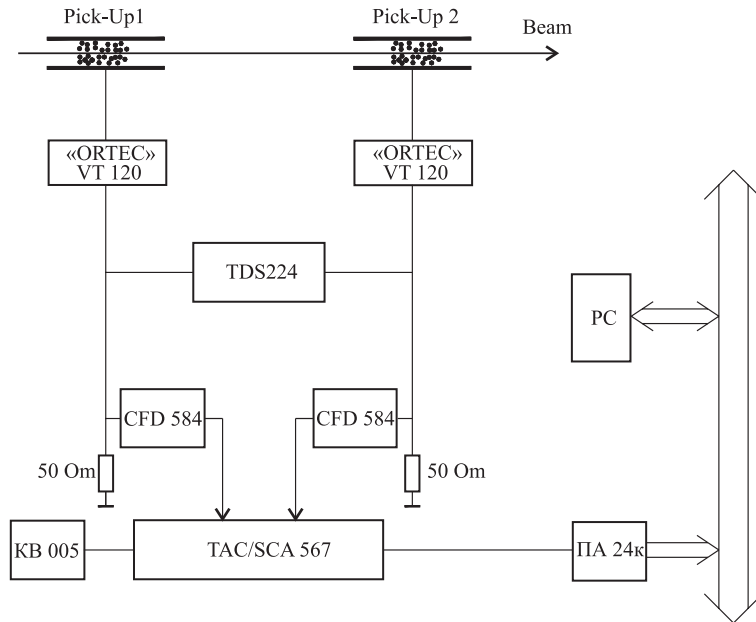 Pick-Up1
Pick-Up 2
Beam
«ORTEC»
VT 120
«ORTEC»
VT 120
TDS224
PC
CFD 584
CFD 584
50 Om
50 Om
КВ 005
TAC/SCA 567
ПА 24к